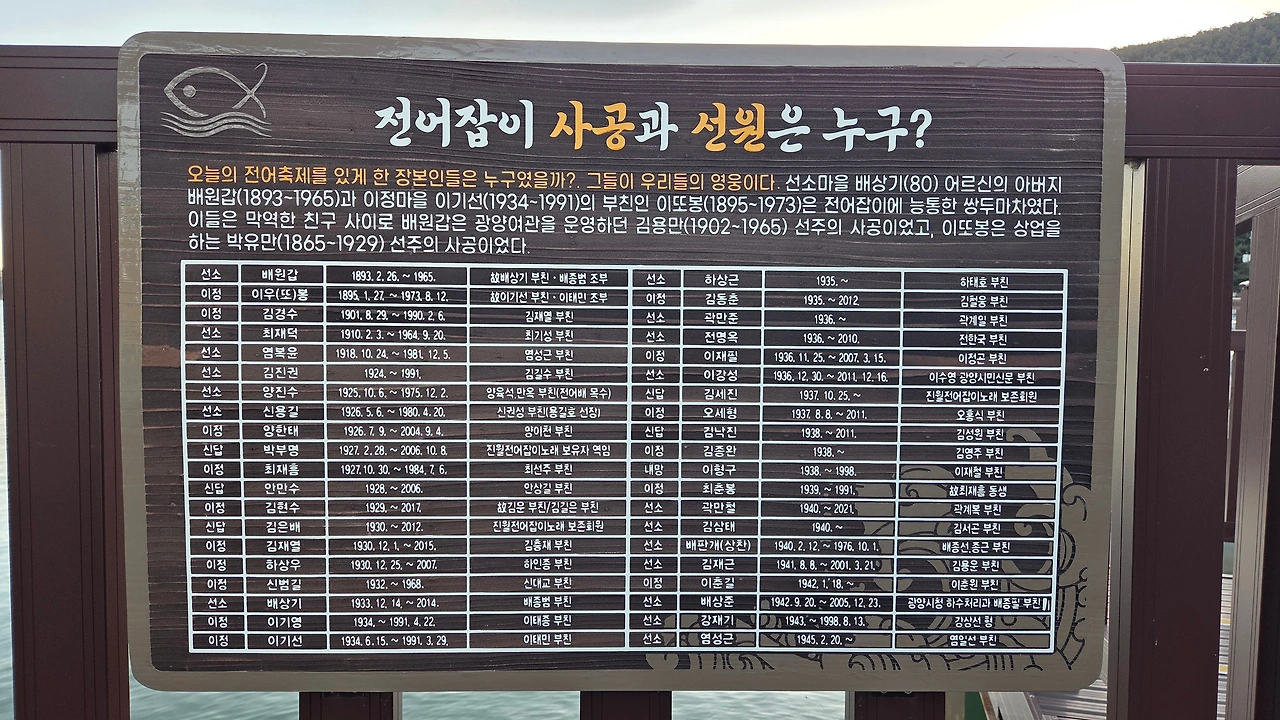 전어잡이 사공과 선원은 누구?
오늘의 전어축제를 있게 한 장본인들은 누구였을까?. 그들이 우리들의 영웅이다. 선소마을 배상기(80) 어르신의 아버지
배원갑(1893~1965)과 이정마을 이기선(1934~1991)의 부친인 이또봉(1895~1973)은 전어잡이에 능통한 쌍두마차였다.
이들은 막역한 친구 사이로 배원갑은 광양여관을 운영하던 김용만(1902~1965) 선주의 사공이었고, 이또봉은 상업을
하는 박유만(1865~1929) 선주의 사공이었다.
선소 배원갑 1893. 2. 26. ~ 1965. 故배상기 부친 · 배종범 조부 선소 하상근 1935. ~ 하태호 부친
이정 이우(또)봉 1895. 1. 27. ~ 1973. 8. 12. 故이기선 부친 · 이태민 조부 이정 김동춘 1935. ~ 2012 김철웅 부친
이정 김경수 1901. 8. 29. ~ 1990. 2. 6. 김재열 부친 선소 곽만준 1936. ~ 곽계일 부친
선소 최재덕 1910. 2. 3. ~ 1964. 9. 20. 최기성 부친 선소 전명옥 1936. ~ 2010. 전한국 부친
선소 염복운 1918. 10. 24. ~ 1981. 12. 5. 염성근 부친 이정 이재필 1936. 11. 25. ~ 2007. 3. 15. 이정곤 부친
선소 김진권 1924. ~ 1991. 김길수 부친 선소 이강성 1936. 12. 30. ~ 2011. 12. 16. 이수영 광양시민신문 부친
선소 양진수 1925. 10. 6. ~ 1975. 12. 2. 양육석,만옥 부친(전어배 목수) 신답 김세진 1937. 10. 25. ~ 진월전어잡이노래 보존회원
선소 신용길 1926. 5. 6 ~ 1980. 4. 20. 신권성 부친(용길호 선장) 이정 오세형 1937. 8. 8. ~ 2011. 오흥식 부친
이정 양한태 1926. 7. 9. ~ 2004. 9. 4. 양이천 부친 신답 김낙진 1938. ~ 2011. 김성원 부친
신답 박부명 1927. 2. 28. ~ 2006. 10. 8. 진월전어잡이노래 보유자 역임 이정 김종완 1938. ~ 김영주 부친
이정 최재흡 1927.10. 30. ~ 1984. 7. 6. 최선주 부친 내망 이형구 1938. ~ 1998. 이재철 부친
신답 안만수 1928. ~ 2006. 안상길 부친 이정 최춘봉 1939. ~ 1991. 故최재흡 동생
이정 김현수 1929. ~ 2017. 故김운 부친/김길은 부친 선소 곽만철 1940. ~ 2021. 곽계복 부친
신답 김은배 1930. ~ 2012. 진월전어잡이노래 보존회원 선소 김삼태 1940. ~ 김서곤 부친
이정 김재열 1930. 12. 1. ~ 2015. 김흥재 부친 선소 배판개(상찬) 1940. 2. 12. ~ 1976. 10. 1. 배종선,종근 부친
이정 하상우 1930. 12. 25. ~ 2007. 하인종 부친 선소 김재근 1941. 8. 8. ~ 2001. 3. 21. 김용운 부친
이정 신범길 1932. ~ 1968. 신대교 부친 이정 이춘길 1942. 1. 18. ~ 이춘원 부친
선소 배상기 1933. 12. 14. ~ 2014. 배종범 부친 선소 배상준 1942. 9. 20. ~ 2005. 12. 23. 광양시청 하수처리과 배종필 부친
이정 이기영 1934. ~ 1991. 4. 22. 이태종 부친 선소 강재기 1943. ~ 1998. 8. 13. 강상선 형
이정 이기선 1934. 6. 15. ~ 1991. 3. 29. 이태민 부친 선소 염성근 1945. 2. 20. ~ 염일선 부친